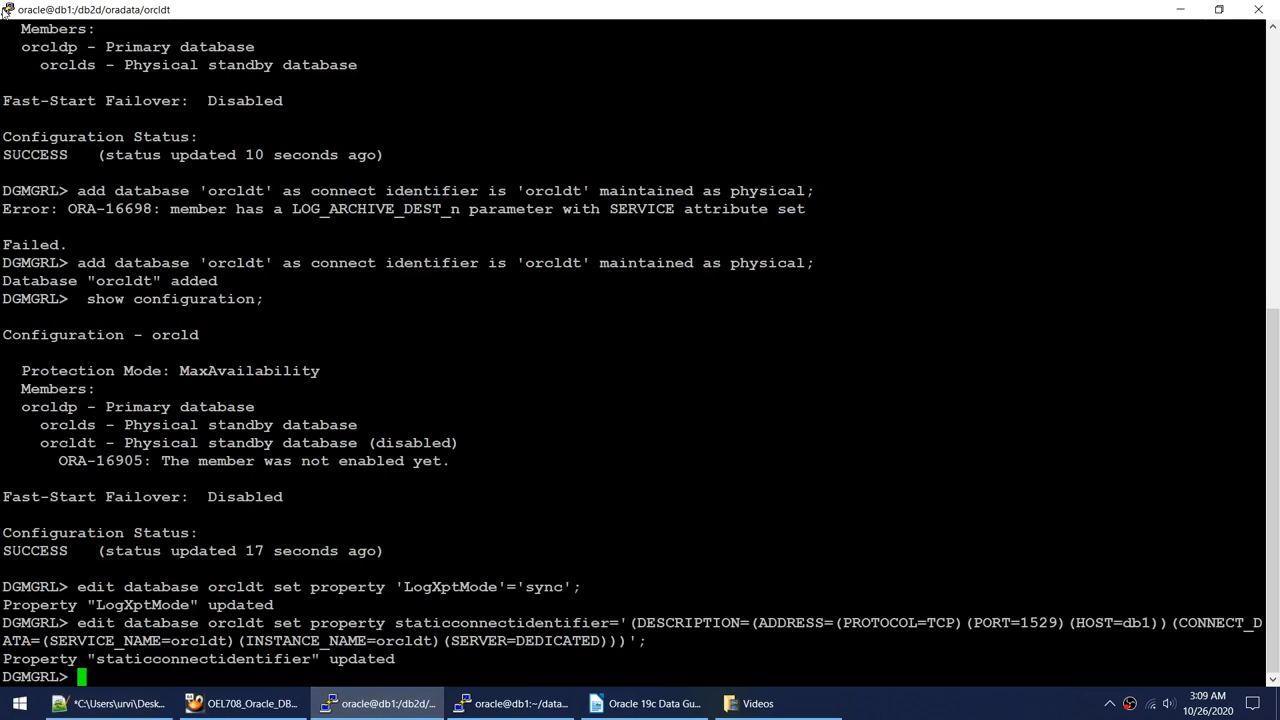 oracle@db1:/db2d/oradata/orcldt
Members:
orcldp - Primary database
orclds - Physical standby database
Fast-Start Failover:  Disabled
Configuration Status:
SUCCESS   (status updated 10 seconds ago)
DGMGRL> add database 'orcldt' as connect identifier is 'orcldt' maintained as physical;
Error: ORA-16698: member has a LOG_ARCHIVE_DEST_n parameter with SERVICE attribute set
Failed.
DGMGRL> add database 'orcldt' as connect identifier is 'orcldt' maintained as physical;
Database "orcldt" added
DGMGRL>  show configuration;
Configuration - orcld
Protection Mode: MaxAvailability
Members:
orcldp - Primary database
orclds - Physical standby database
orcldt - Physical standby database (disabled)
ORA-16905: The member was not enabled yet.
Fast-Start Failover:  Disabled
Configuration Status:
SUCCESS   (status updated 17 seconds ago)
DGMGRL> edit database orcldt set property 'LogXptMode'='sync';
Property "LogXptMode" updated
DGMGRL> edit database orcldt set property staticconnectidentifier='(DESCRIPTION=(ADDRESS=(PROTOCOL=TCP)(PORT=1529)(HOST=db1))(CONNECT_D
ATA=(SERVICE_NAME=orcldt)(INSTANCE_NAME=orcldt)(SERVER=DEDICATED)))';
Property "staticconnectidentifier" updated
DGMGRL>
*C:\Users\urvi\Desk... OEL708_Oracle_DB... oracle@db1:/db2d/... oracle@db1:~/data... Oracle 19c Data Gu... Videos
3:09 AM
10/26/2020